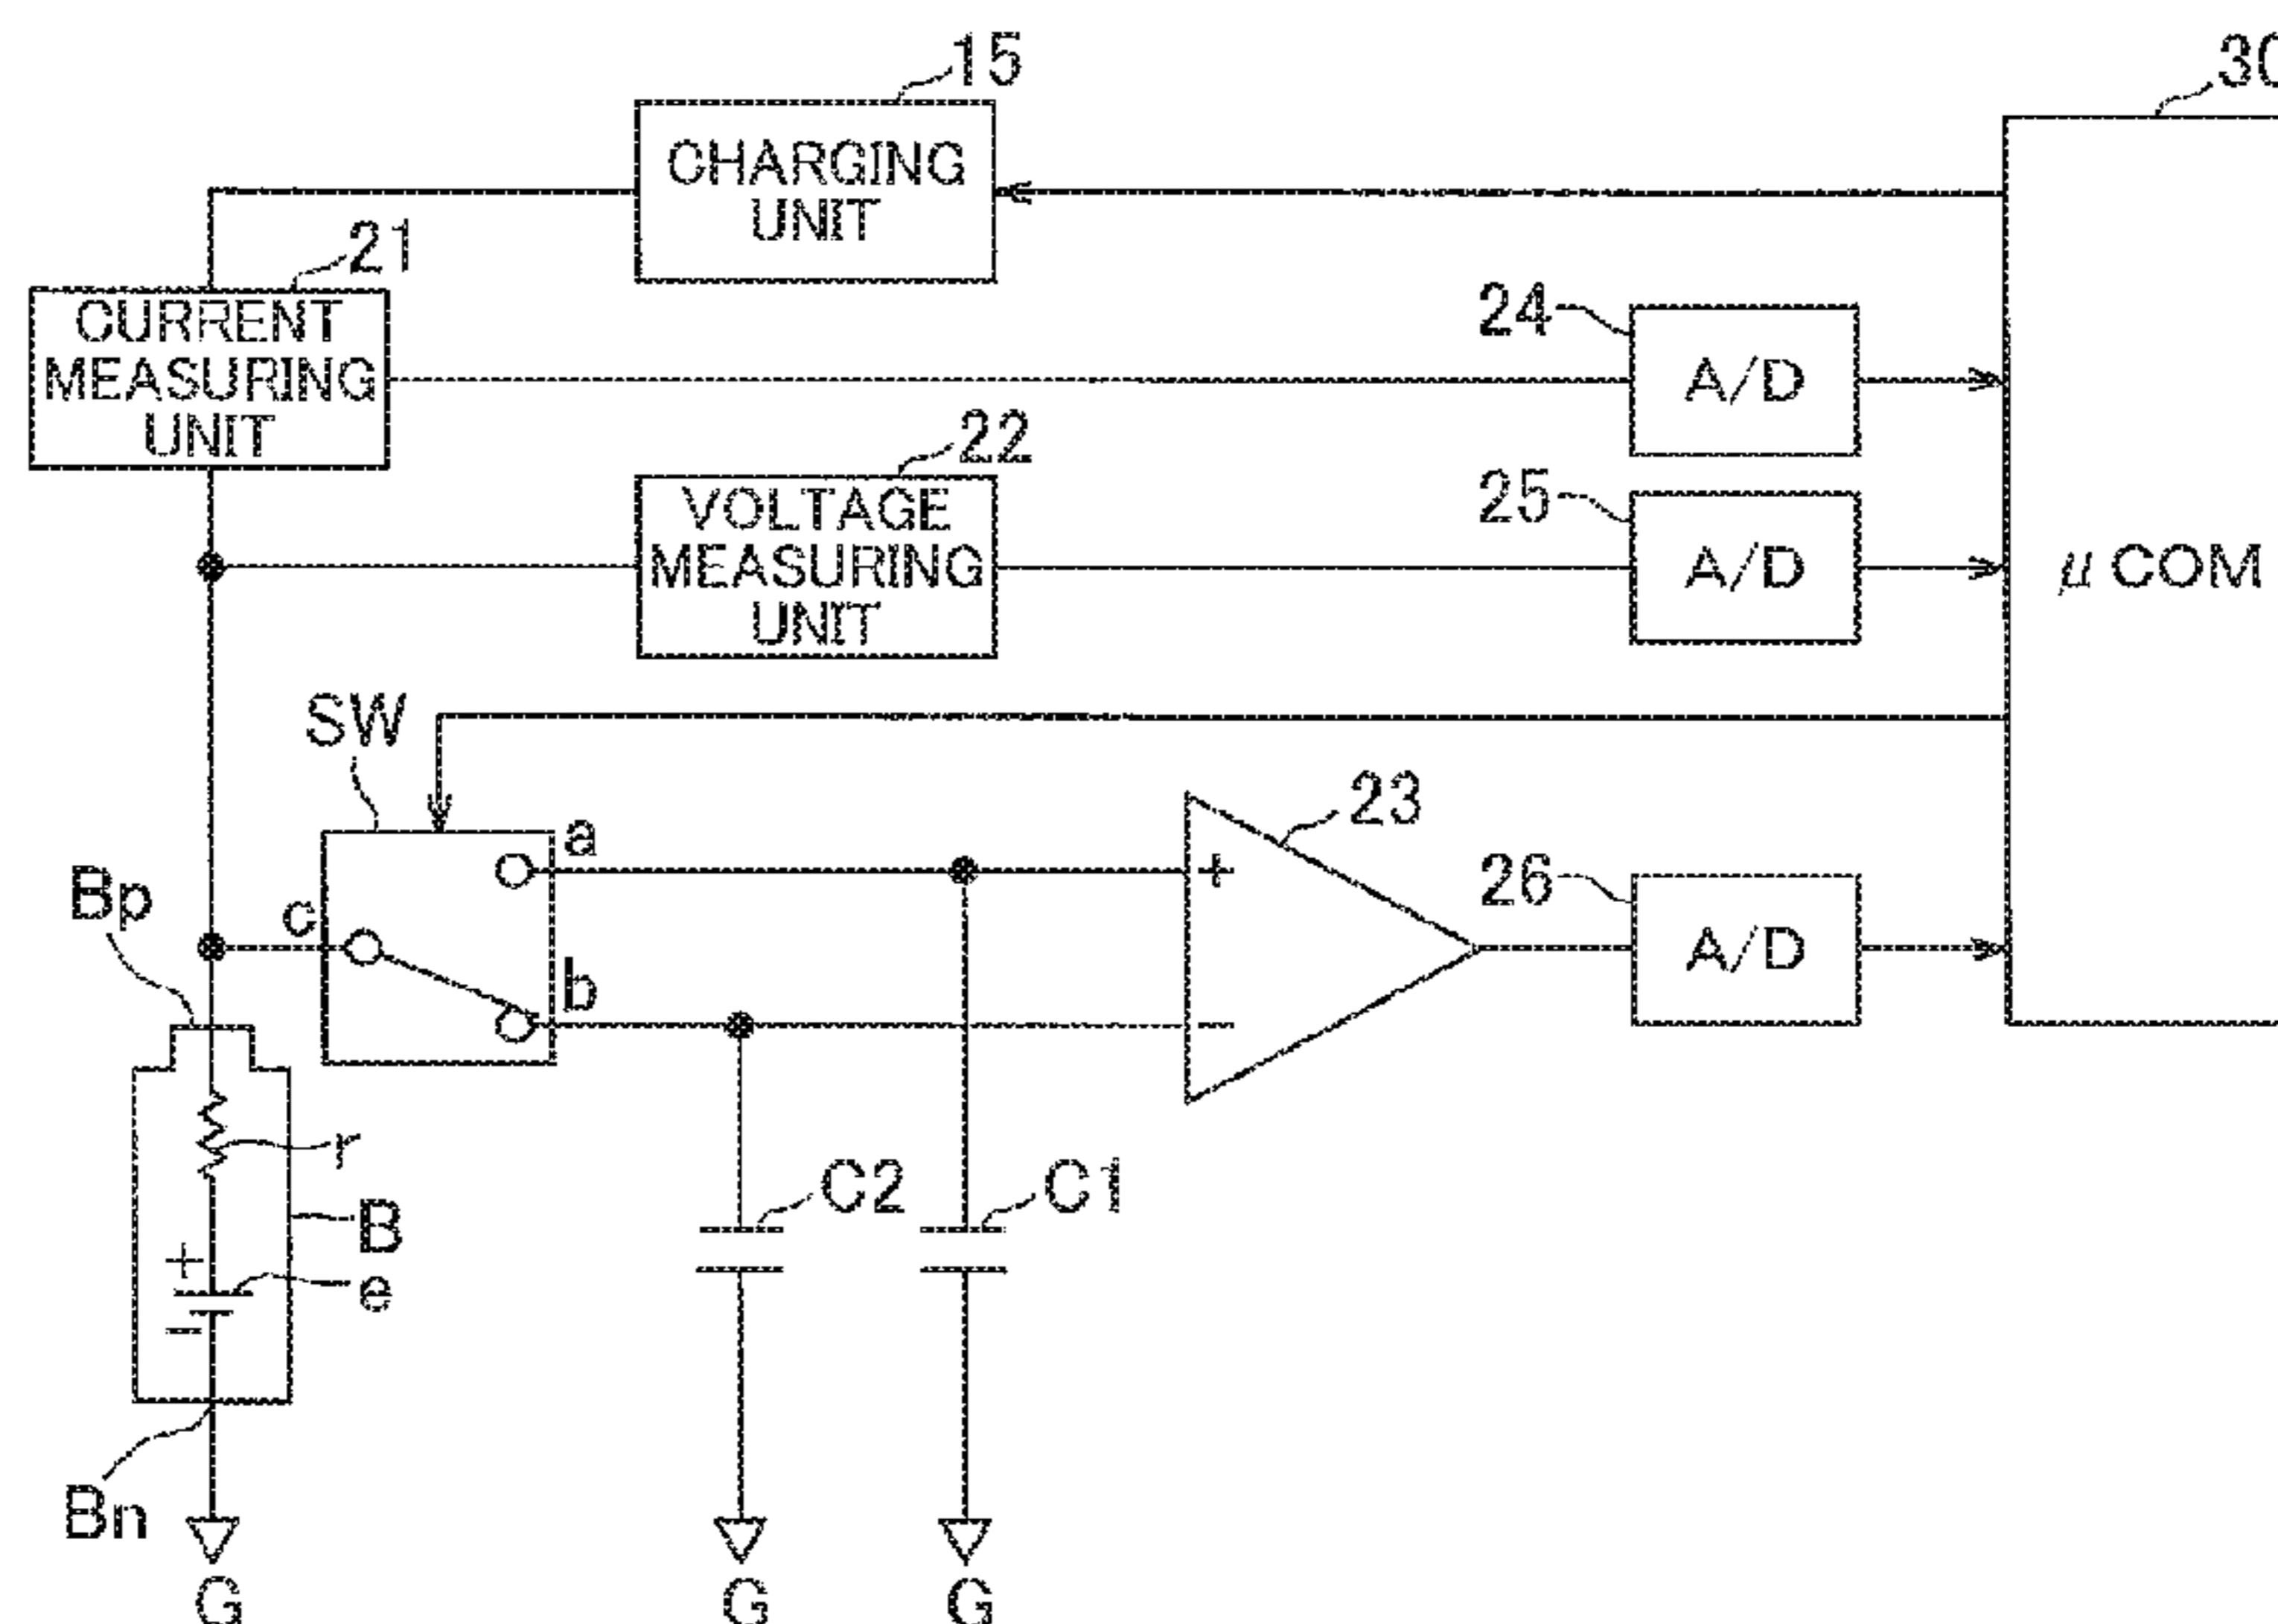 15
30
CHARGING
UNIT
21
CURRENT
MEASURING
UNIT
24
A/D
22
VOLTAGE
MEASURING
UNIT
25
A/D
μ COM
SW
a
23
+
26
A/D
Bp
c
b
−
r
C2
C1
B
+
e
−
Bn
G
G
G